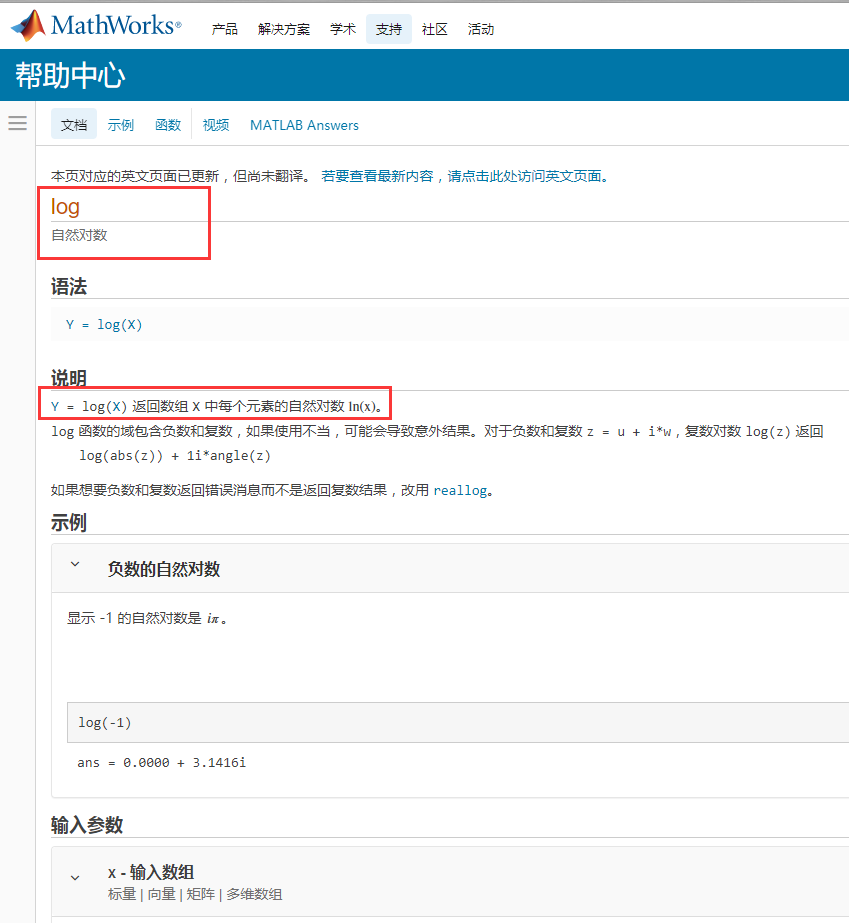 MathWorks®
产品 解决方案 学术 支持 社区 活动
帮助中心
文档 示例 函数 视频 MATLAB Answers
本页对应的英文页面已更新，但尚未翻译。 若要查看最新内容，请点击此处访问英文页面。
log
自然对数
语法
Y = log(X)
说明
Y = log(X) 返回数组 X 中每个元素的自然对数 ln(x)。
log 函数的域包含负数和复数，如果使用不当，可能会导致意外结果。对于负数和复数 z = u + i*w，复数对数 log(z) 返回
log(abs(z)) + 1i*angle(z)
如果想要负数和复数返回错误消息而不是返回复数结果，改用 reallog。
示例
负数的自然对数
显示 -1 的自然对数是 iπ。
log(-1)
ans = 0.0000 + 3.1416i
输入参数
X - 输入数组
标量 | 向量 | 矩阵 | 多维数组